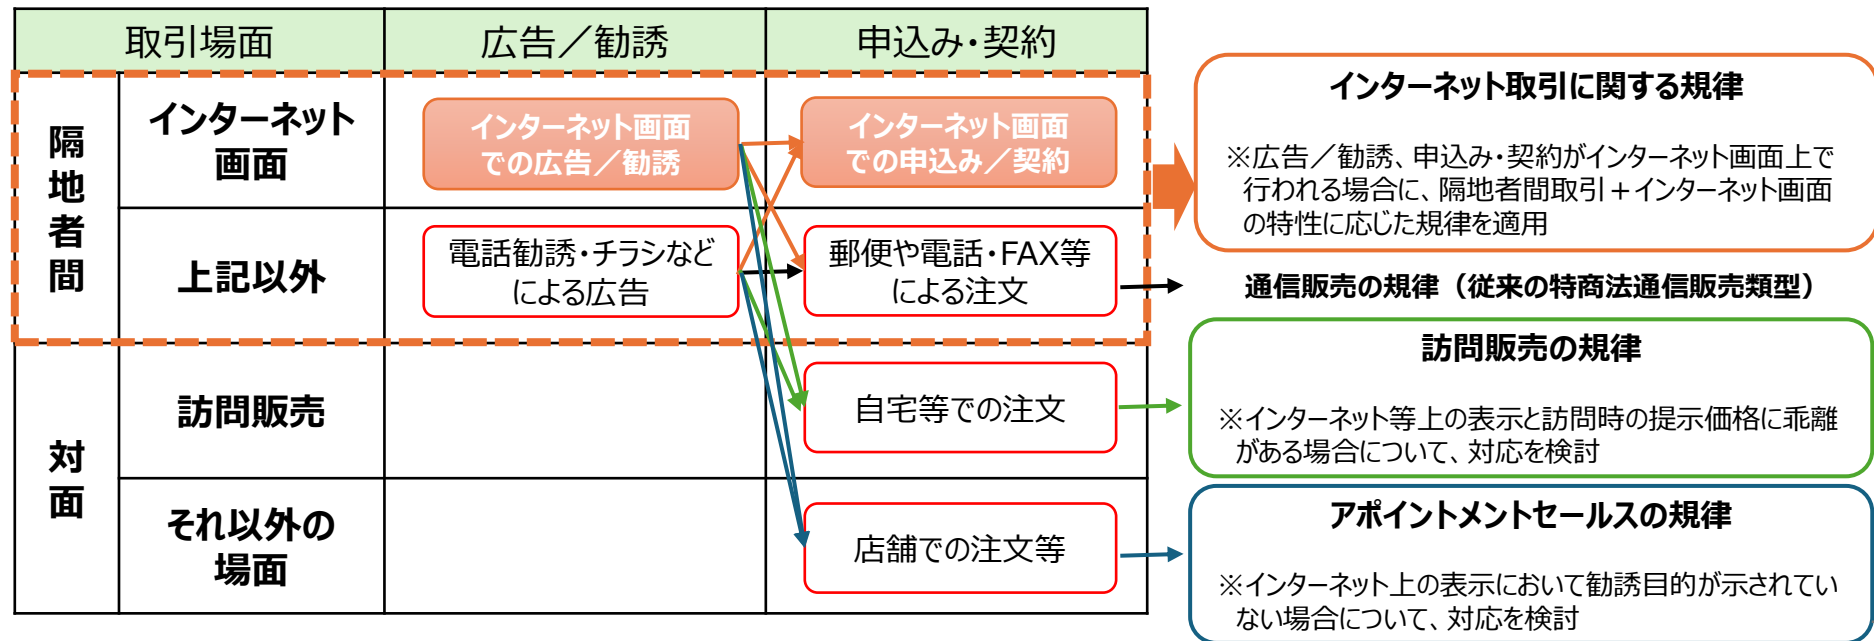 取引場面
広告／勧誘
申込み・契約
隔地者間
インターネット
画面
インターネット画面
での広告／勧誘
インターネット画面
での申込み／契約
上記以外
電話勧誘・チラシなど
による広告
郵便や電話・FAX等
による注文
対面
訪問販売
自宅等での注文
それ以外の
場面
店舗での注文等
インターネット取引に関する規律
※広告／勧誘、申込み・契約がインターネット画面上で
行われる場合に、隔地者間取引＋インターネット画面
の特性に応じた規律を適用
通信販売の規律（従来の特商法通信販売類型）
訪問販売の規律
※インターネット等上の表示と訪問時の提示価格に乖離
がある場合について、対応を検討
アポイントメントセールスの規律
※インターネット上の表示において勧誘目的が示されてい
ない場合について、対応を検討